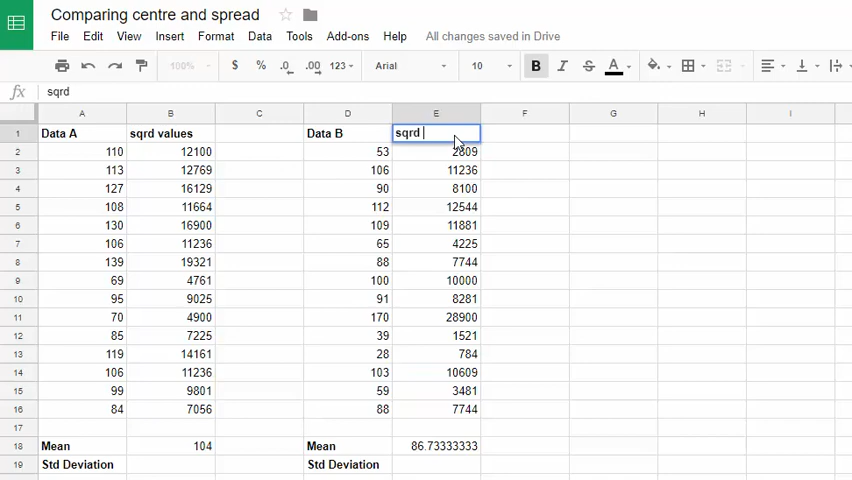 Comparing centre and spread
File Edit View Insert Format Data Tools Add-ons Help All changes saved in Drive
100% $ % .0 .00 123 Arial 10 B I S A
fx sqrd
A B C D E F G H I
1 Data A sqrd values Data B sqrd
2 110 12100 53 2809
3 113 12769 106 11236
4 127 16129 90 8100
5 108 11664 112 12544
6 130 16900 109 11881
7 106 11236 65 4225
8 139 19321 88 7744
9 69 4761 100 10000
10 95 9025 91 8281
11 70 4900 170 28900
12 85 7225 39 1521
13 119 14161 28 784
14 106 11236 103 10609
15 99 9801 59 3481
16 84 7056 88 7744
17
18 Mean 104 Mean 86.73333333
19 Std Deviation Std Deviation